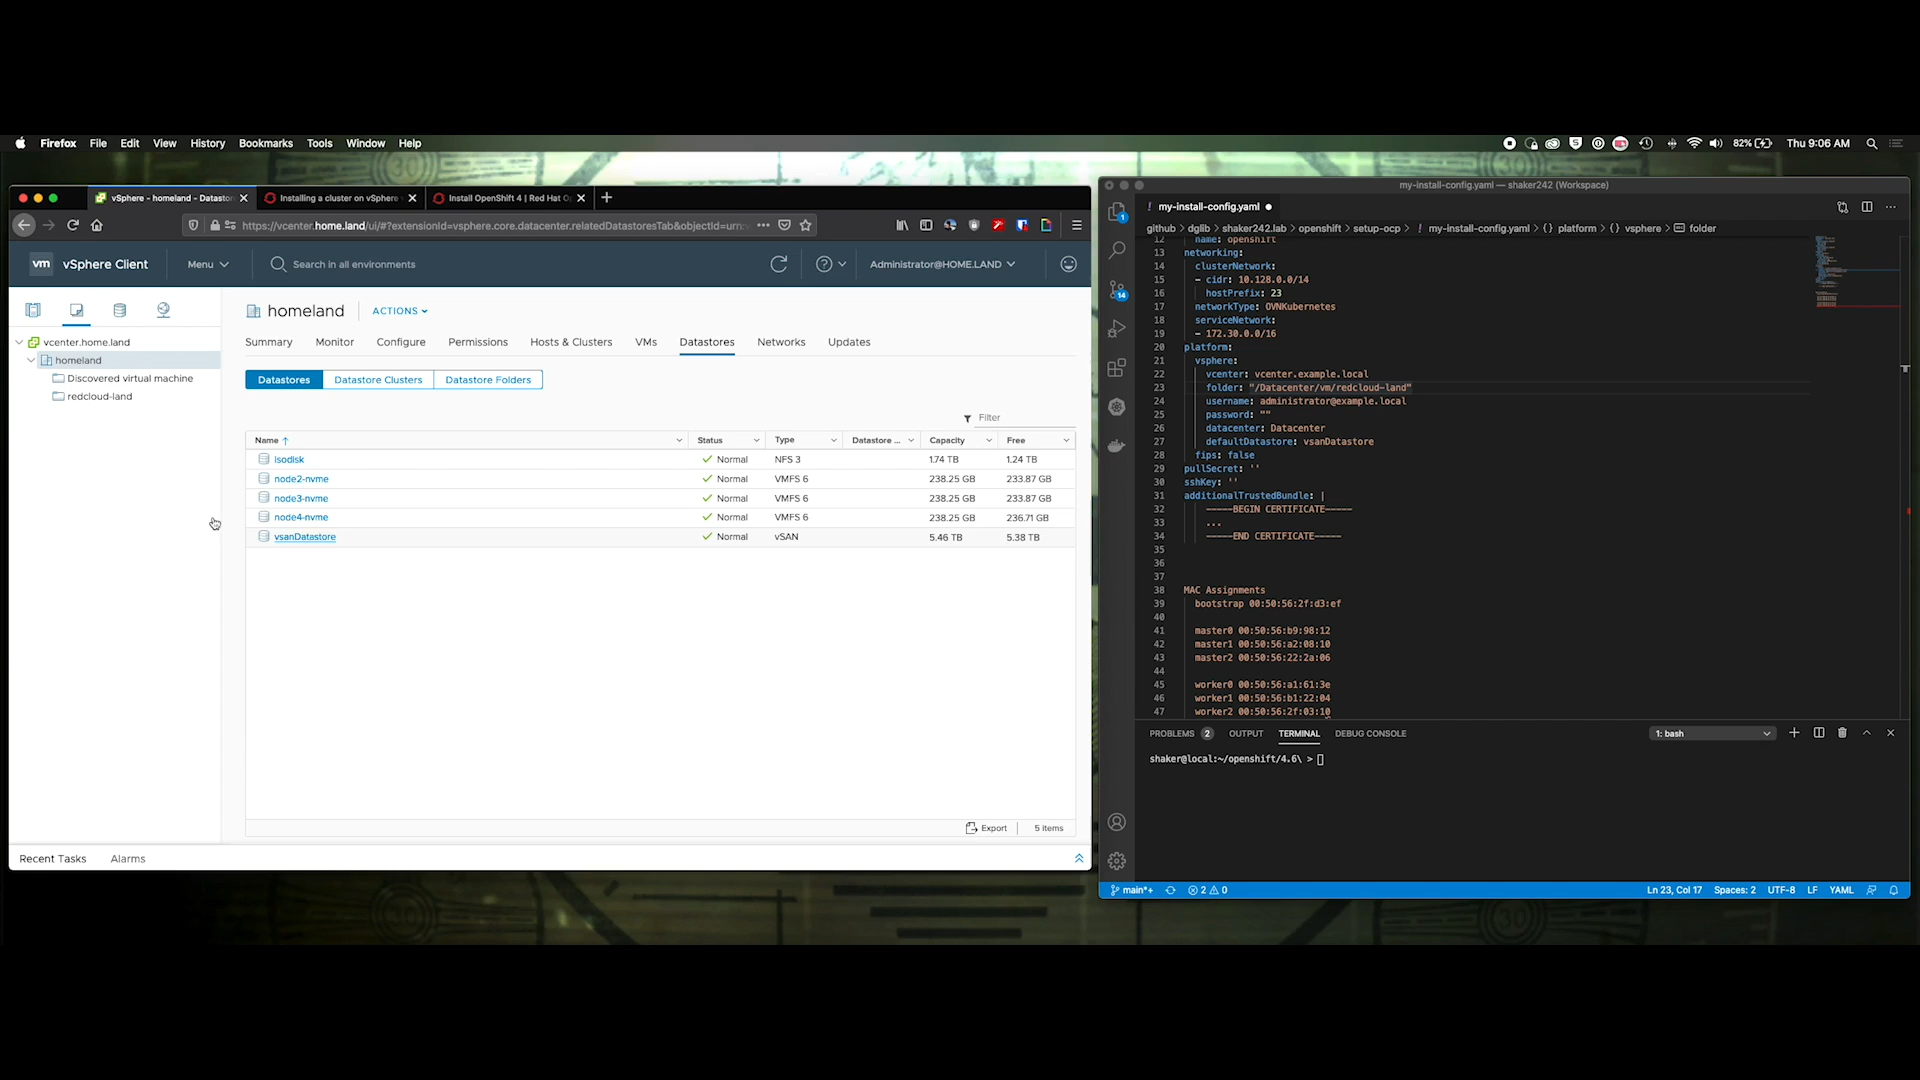 Firefox File Edit View History Bookmarks Tools Window Help
82% Thu 9:06 AM
vSphere - homeland - Datastor
Installing a cluster on vSphere
Install OpenShift 4 | Red Hat O
https://vcenter.home.land/ui/#?extensionId=vsphere.core.datacenter.relatedDatastoresTab&objectId=urn:v
vm vSphere Client Menu Search in all environments Administrator@HOME.LAND
homeland ACTIONS
vcenter.home.land
homeland
Discovered virtual machine
redcloud-land
Summary Monitor Configure Permissions Hosts & Clusters VMs Datastores Networks Updates
Datastores Datastore Clusters Datastore Folders
Filter
Name Status Type Datastore ... Capacity Free
isodisk Normal NFS 3 1.74 TB 1.24 TB
node2-nvme Normal VMFS 6 238.25 GB 233.87 GB
node3-nvme Normal VMFS 6 238.25 GB 233.87 GB
node4-nvme Normal VMFS 6 238.25 GB 236.71 GB
vsanDatastore Normal vSAN 5.46 TB 5.38 TB
Export 5 items
Recent Tasks Alarms
my-install-config.yaml — shaker242 (Workspace)
! my-install-config.yaml
github > dglib > shaker242.lab > openshift > setup-ocp > ! my-install-config.yaml > {} platform > {} vsphere > folder
12 name: openshift
13 networking:
14 clusterNetwork:
15 - cidr: 10.128.0.0/14
16 hostPrefix: 23
17 networkType: OVNKubernetes
18 serviceNetwork:
19 - 172.30.0.0/16
20 platform:
21 vsphere:
22 vcenter: vcenter.example.local
23 folder: "/Datacenter/vm/redcloud-land"
24 username: administrator@example.local
25 password: ""
26 datacenter: Datacenter
27 defaultDatastore: vsanDatastore
28 fips: false
29 pullSecret: ''
30 sshKey: ''
31 additionalTrustedBundle: |
32 -----BEGIN CERTIFICATE-----
33 ...
34 -----END CERTIFICATE-----
35
36
37
38 MAC Assignments
39 bootstrap 00:50:56:2f:d3:ef
40
41 master0 00:50:56:b9:98:12
42 master1 00:50:56:a2:08:10
43 master2 00:50:56:22:2a:06
44
45 worker0 00:50:56:a1:61:3e
46 worker1 00:50:56:b1:22:04
47 worker2 00:50:56:2f:03:10
PROBLEMS 2 OUTPUT TERMINAL DEBUG CONSOLE 1: bash
shaker@local:~/openshift/4.6\ >
main*+ 2 0 Ln 23, Col 17 Spaces: 2 UTF-8 LF YAML
1
14